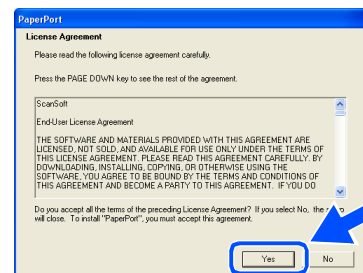 PaperPort
License Agreement
Please read the following license agreement carefully.
Press the PAGE DOWN key to see the rest of the agreement.
ScanSoft
End-User License Agreement
THE SOFTWARE AND MATERIALS PROVIDED WITH THIS AGREEMENT ARE
LICENSED, NOT SOLD, AND AVAILABLE FOR USE ONLY UNDER THE TERMS OF
THIS LICENSE AGREEMENT. PLEASE READ THIS AGREEMENT CAREFULLY. BY
DOWNLOADING, INSTALLING, COPYING, OR OTHERWISE USING THE
SOFTWARE, YOU AGREE TO BE BOUND BY THE TERMS AND CONDITIONS OF
THIS AGREEMENT AND BECOME A PARTY TO THIS AGREEMENT. IF YOU DO
Do you accept all the terms of the preceding License Agreement? If you select No, the
will close. To install "PaperPort", you must accept this agreement.
Yes
No